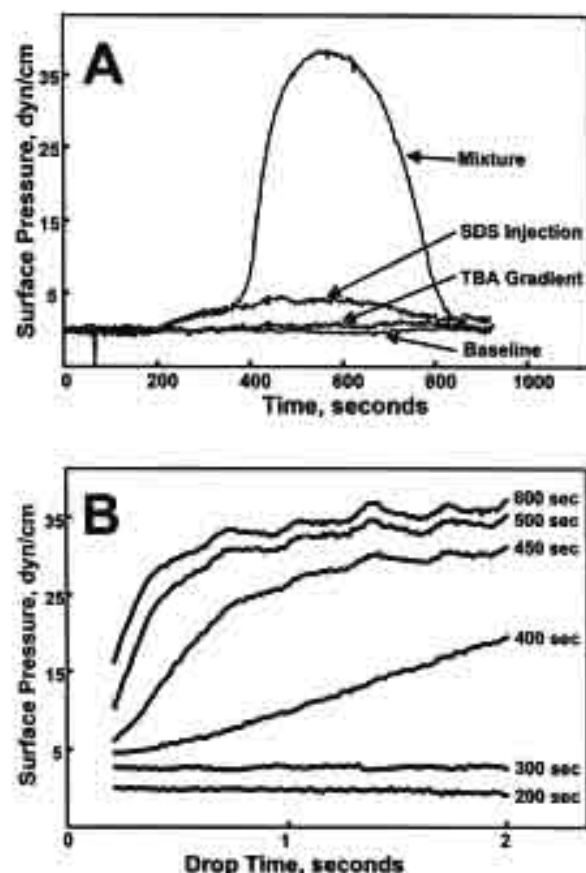 A
Surface Pressure, dyn/cm
35
25
15
5
Mixture
SDS Injection
TBA Gradient
Baseline
0 200 400 600 800 1000
Time, seconds
B
Surface Pressure, dyn/cm
35
25
15
5
600 sec
500 sec
450 sec
400 sec
300 sec
200 sec
0 1 2
Drop Time, seconds